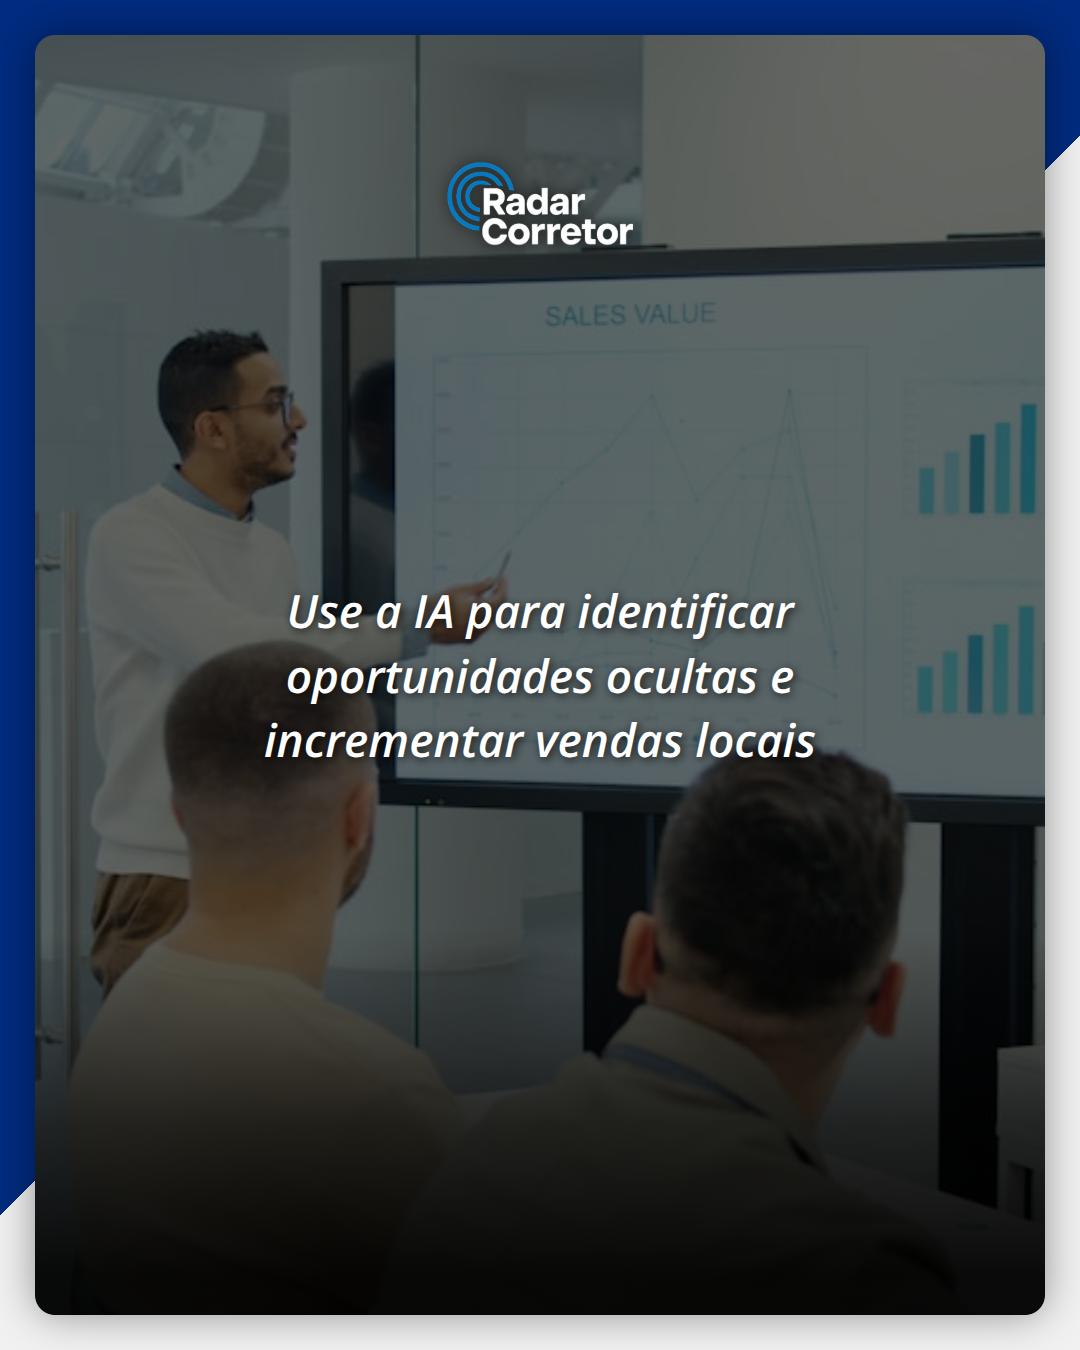 Radar
Corretor
SALES VALUE
Use a IA para identificar
oportunidades ocultas e
incrementar vendas locais